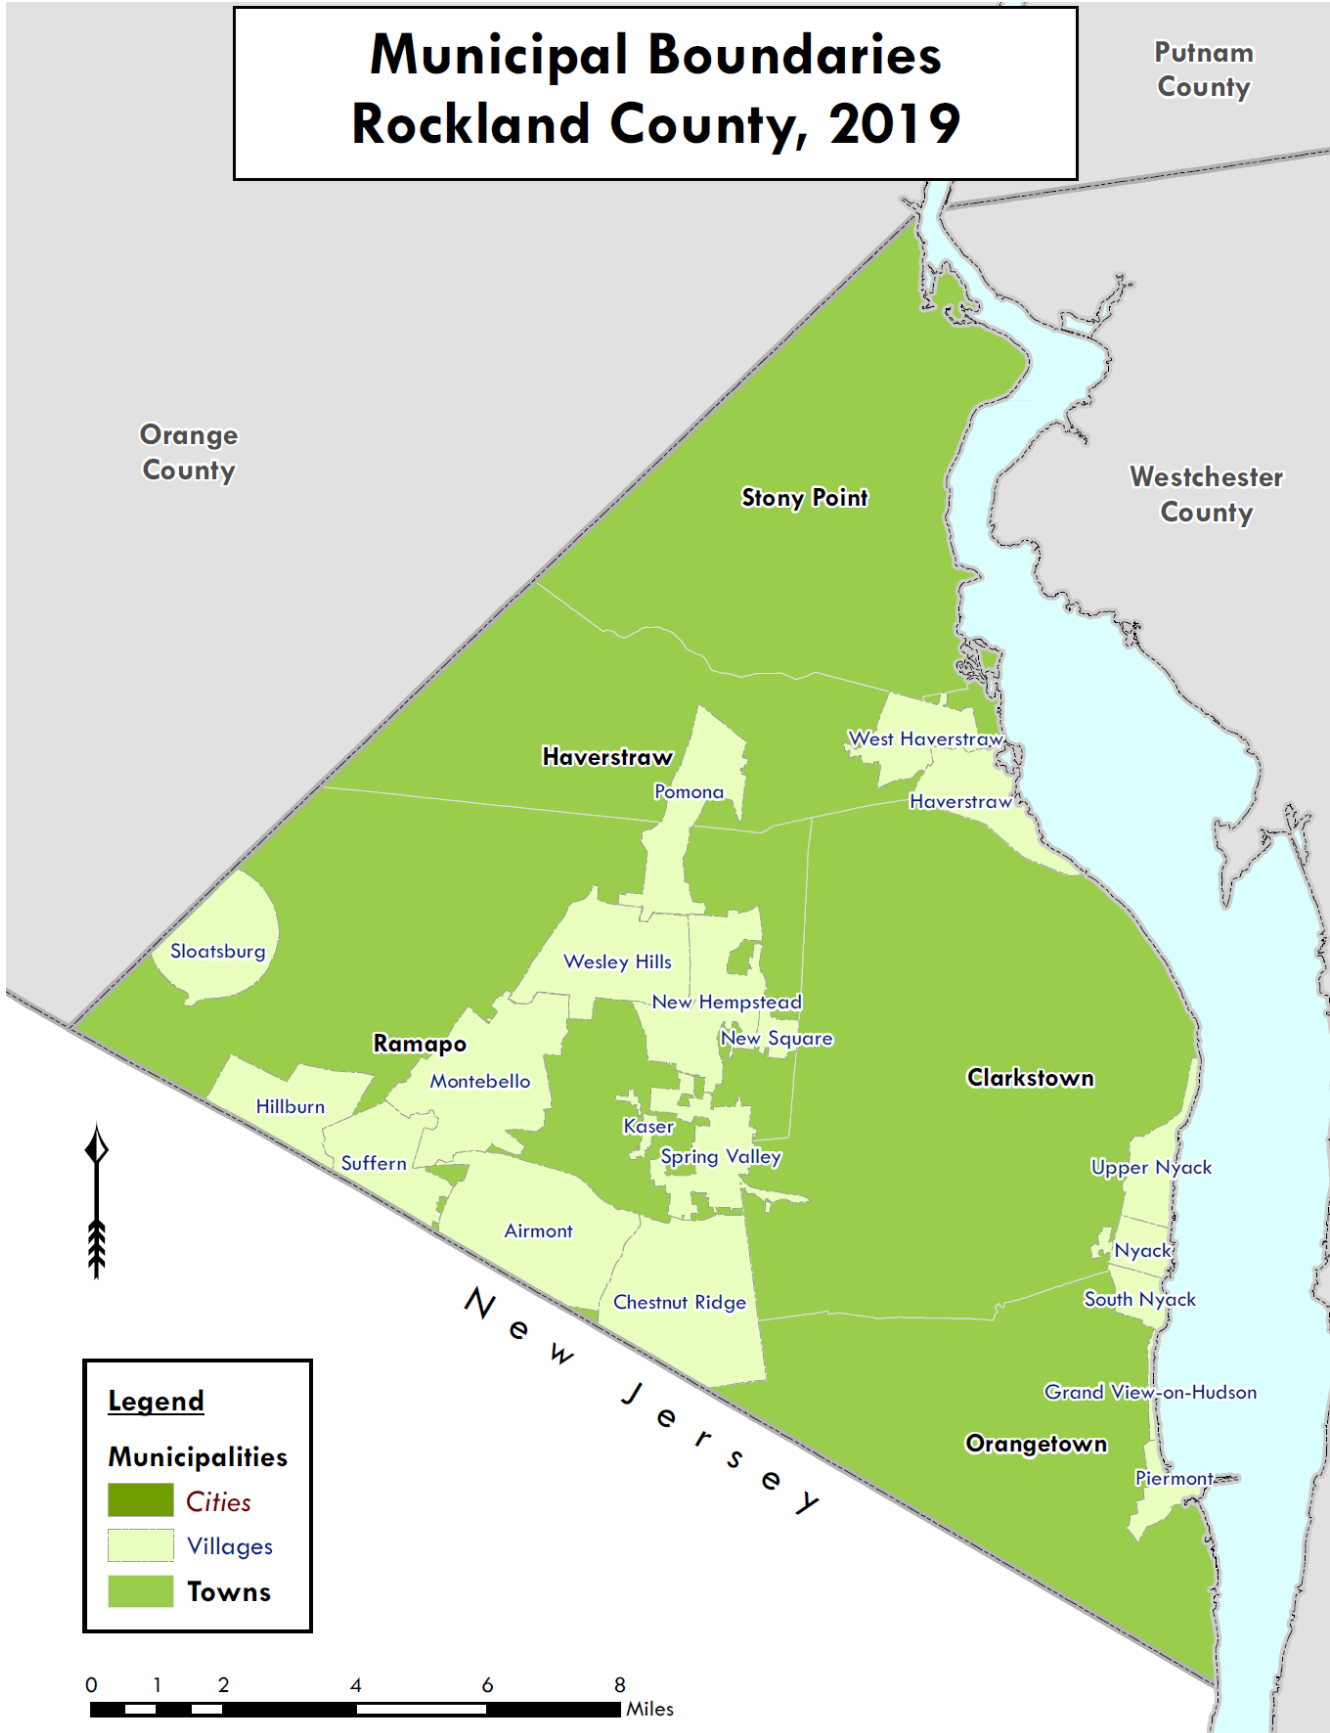 Municipal Boundaries
Rockland County, 2019
Putnam
County
Orange
County
Westchester
County
Stony Point
West Haverstraw
Haverstraw
Pomona
Haverstraw
Sloatsburg
Wesley Hills
New Hempstead
New Square
Ramapo
Montebello
Clarkstown
Hillburn
Kaser
Suffern
Spring Valley
Upper Nyack
Airmont
Nyack
Chestnut Ridge
South Nyack
New Jersey
Grand View-on-Hudson
Orangetown
Piermont
Legend
Municipalities
Cities
Villages
Towns
0 1 2 4 6 8
Miles